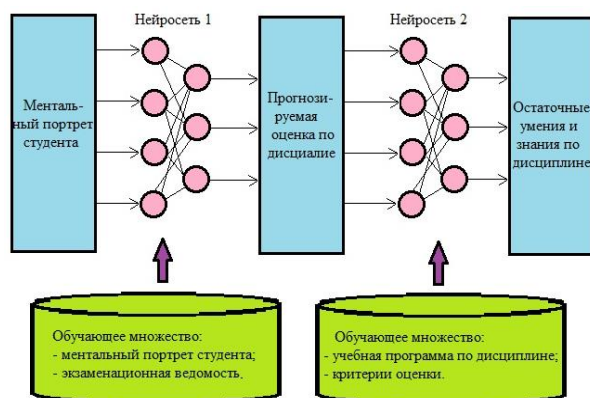 Нейросеть 1
Нейросеть 2
Менталь-
ный портрет
студента
Прогнози-
руемая
оценка по
дисциалие
Остаточные
умения и
знания по
дисциплине
Обучающее множество:
- ментальный портрет студента;
- экзаменационная ведомость.
Обучающее множество:
- учебная программа по дисциплине;
- критерии оценки.